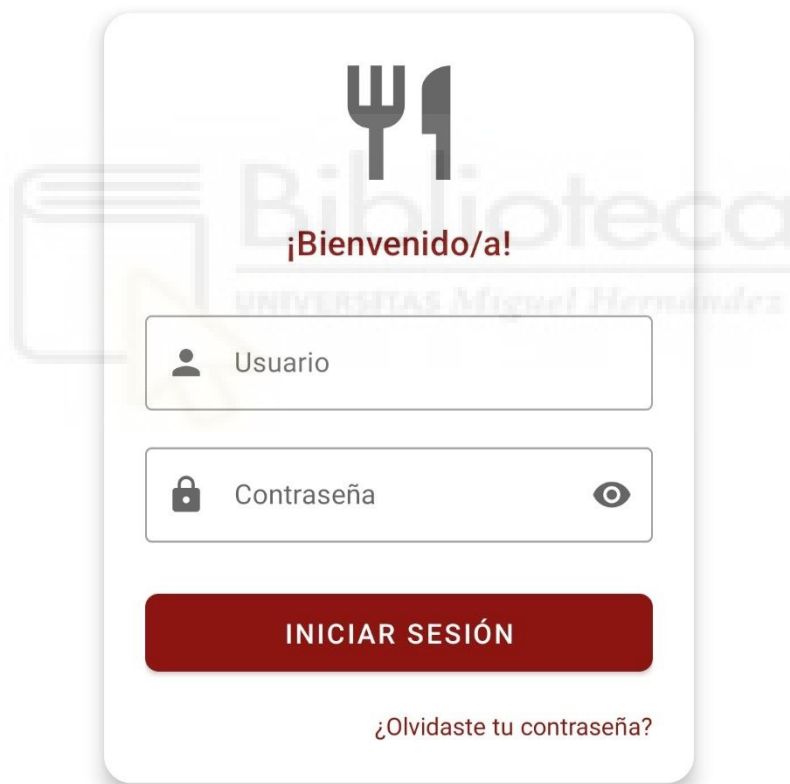 Biblioteca
¡Bienvenido/a!
UNIVERSITAS Miguel Hernández
Usuario
Contraseña
INICIAR SESIÓN
¿Olvidaste tu contraseña?